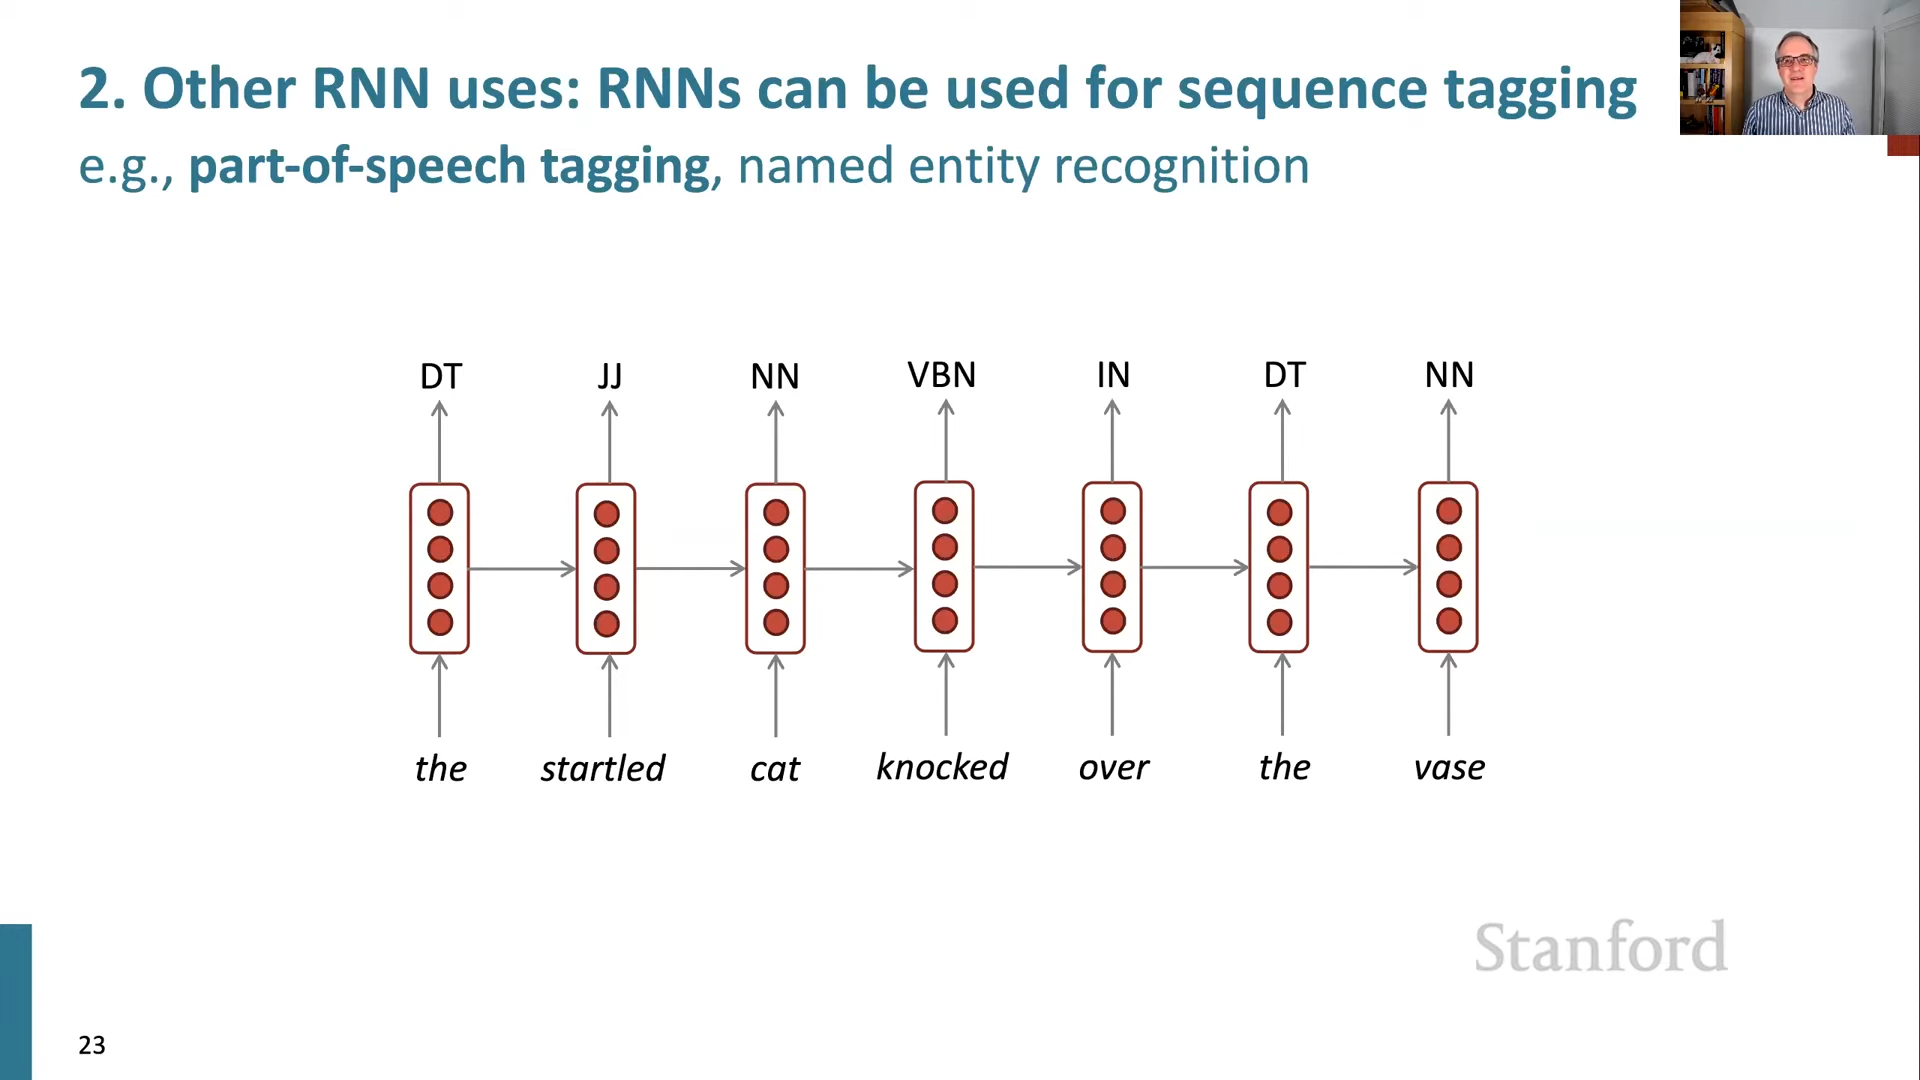 2. Other RNN uses: RNNs can be used for sequence tagging
e.g., part-of-speech tagging, named entity recognition
DT JJ NN VBN IN DT NN
the startled cat knocked over the vase
Stanford
23